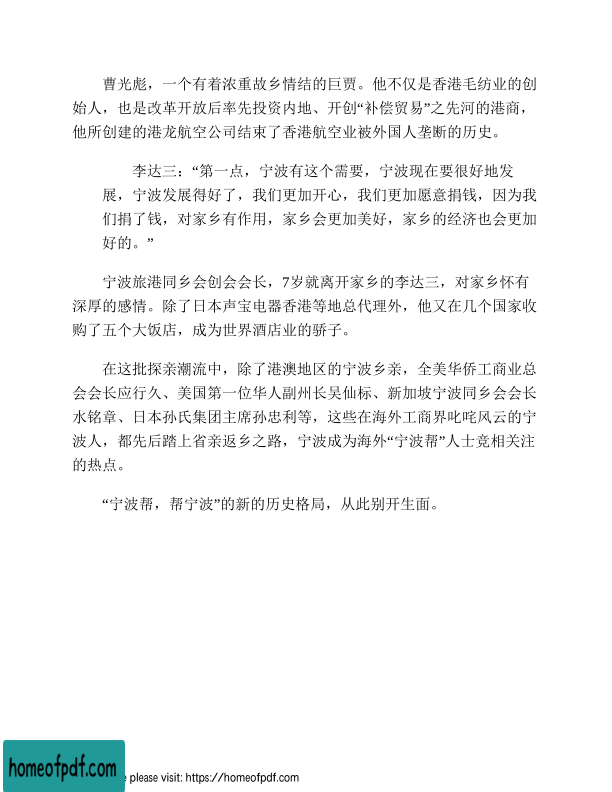 曹光彪，一个有着浓重故乡情结的巨贾。他不仅是香港毛纺业的创
始人，也是改革开放后率先投资内地、开创“补偿贸易”之先河的港商，
他所创建的港龙航空公司结束了香港航空业被外国人垄断的历史。
李达三：“第一点，宁波有这个需要，宁波现在要很好地发
展，宁波发展得好了，我们更加开心，我们更加愿意捐钱，因为我
们捐了钱，对家乡有作用，家乡会更加美好，家乡的经济也会更加
好的。”
宁波旅港同乡会创会会长，7岁就离开家乡的李达三，对家乡怀有
深厚的感情。除了日本声宝电器香港等地总代理外，他又在几个国家收
购了五个大饭店，成为世界酒店业的骄子。
在这批探亲潮流中，除了港澳地区的宁波乡亲，全美华侨工商业总
会会长应行久、美国第一位华人副州长吴仙标、新加坡宁波同乡会会长
水铭章、日本孙氏集团主席孙忠利等，这些在海外工商界叱咤风云的宁
波人，都先后踏上省亲返乡之路，宁波成为海外“宁波帮”人士竞相关注
的热点。
“宁波帮，帮宁波”的新的历史格局，从此别开生面。
homeofpdf.com
e please visit: https://homeofpdf.com